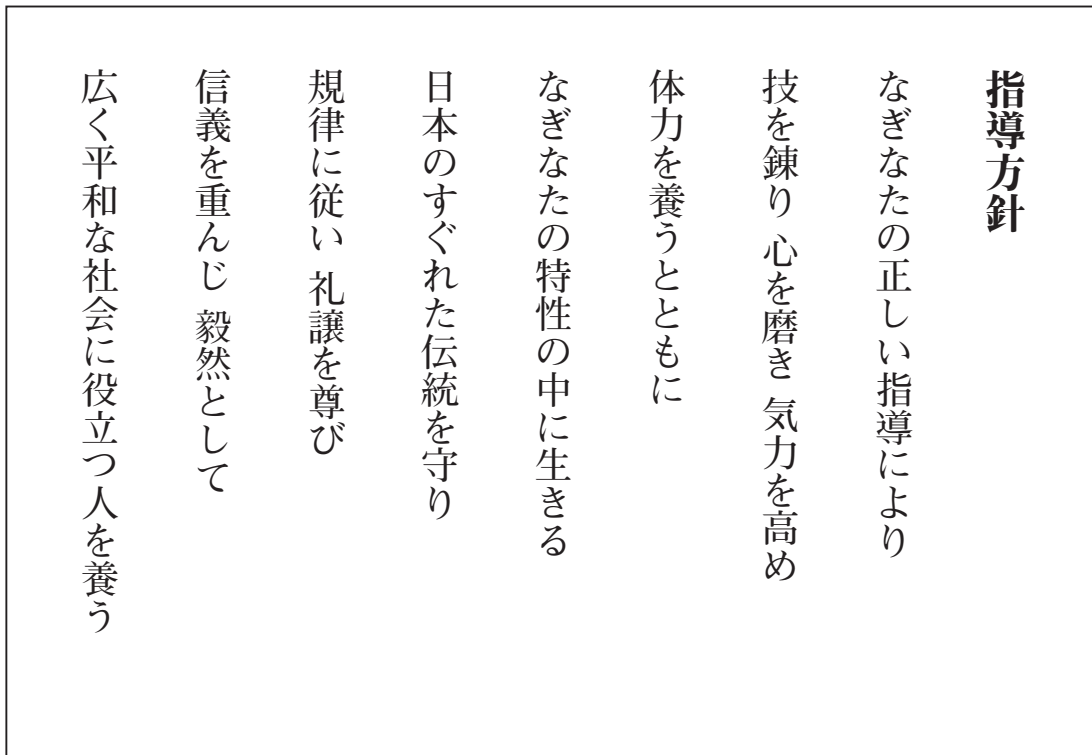 指導方針
なぎなたの正しい指導により
技を錬り 心を磨き 気力を高め
体力を養うとともに
なぎなたの特性の中に生きる
日本のすぐれた伝統を守り
規律に従い 礼譲を尊び
信義を重んじ 毅然として
広く平和な社会に役立つ人を養う